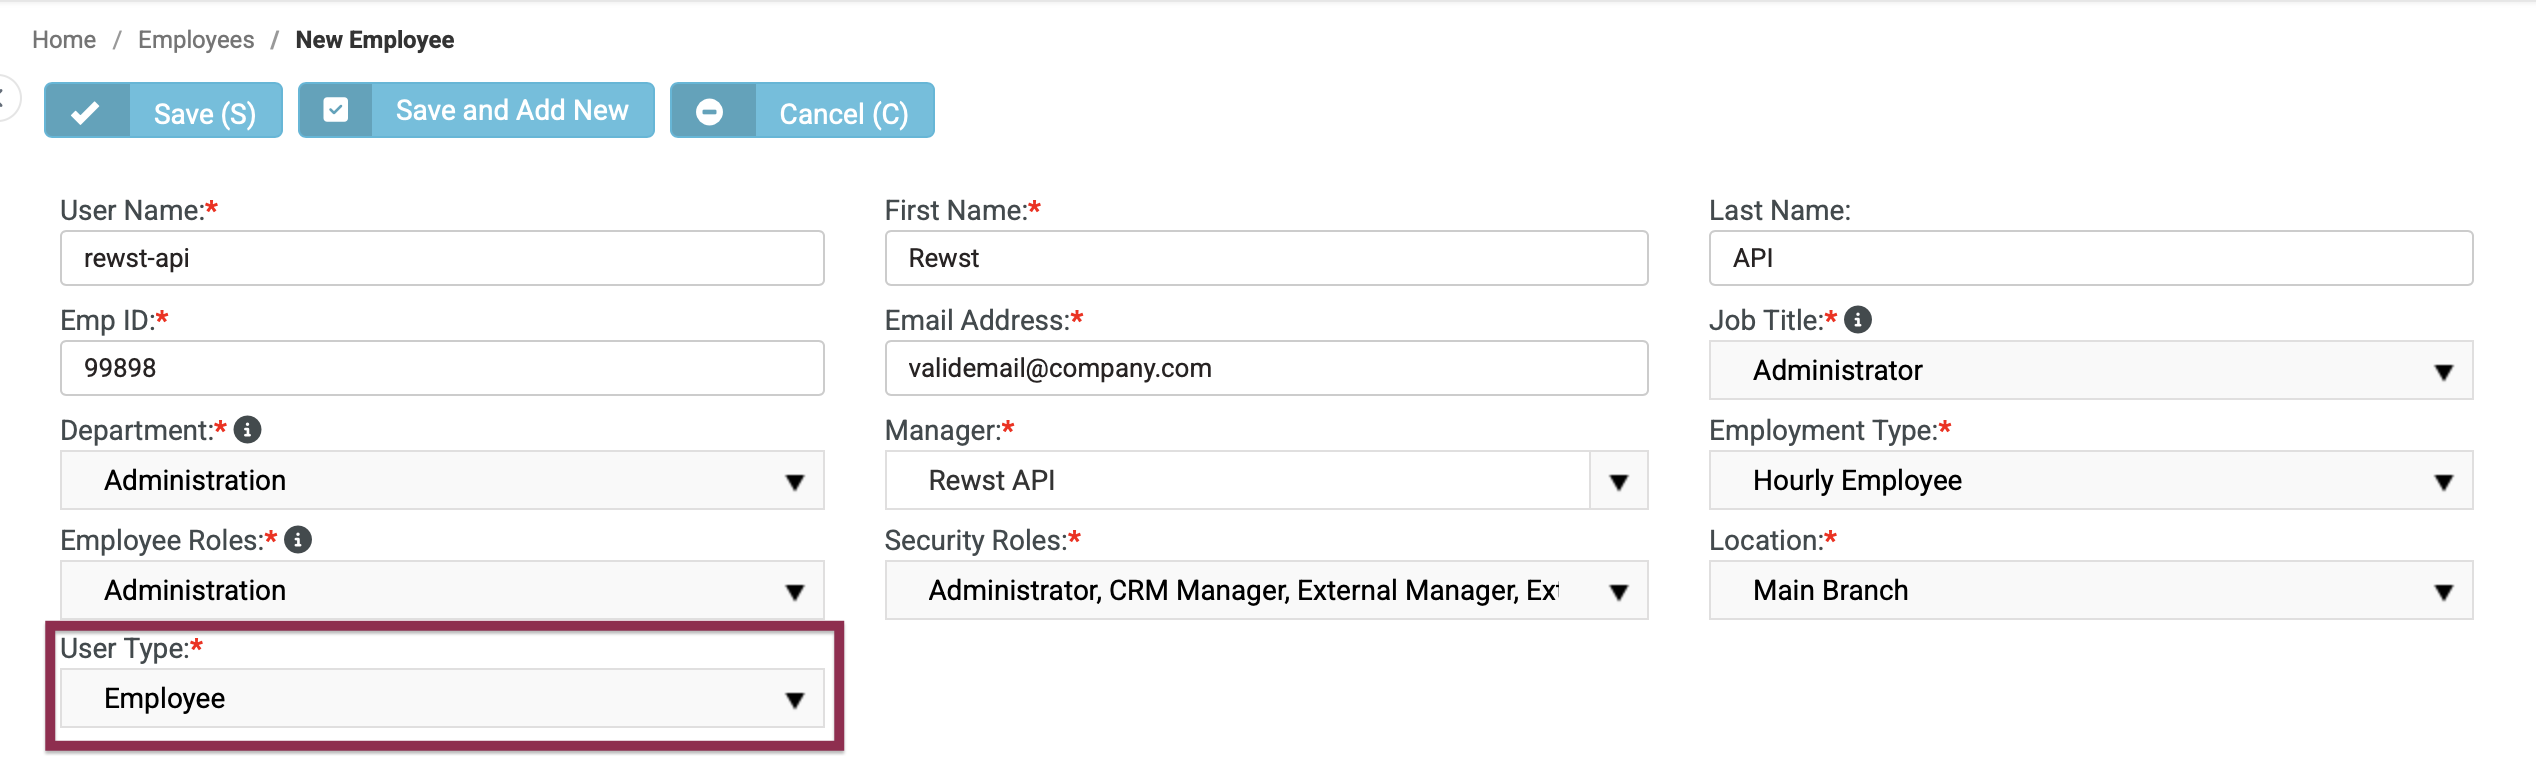 Home / Employees / New Employee
Save (S) Save and Add New Cancel (C)
User Name:* First Name:* Last Name:
rewst-api Rewst API
Emp ID:* Email Address:* Job Title:*
99898 validemail@company.com Administrator
Department:* Manager:* Employment Type:*
Administration Rewst API Hourly Employee
Employee Roles:* Security Roles:* Location:*
Administration Administrator, CRM Manager, External Manager, Main Branch
User Type:*
Employee